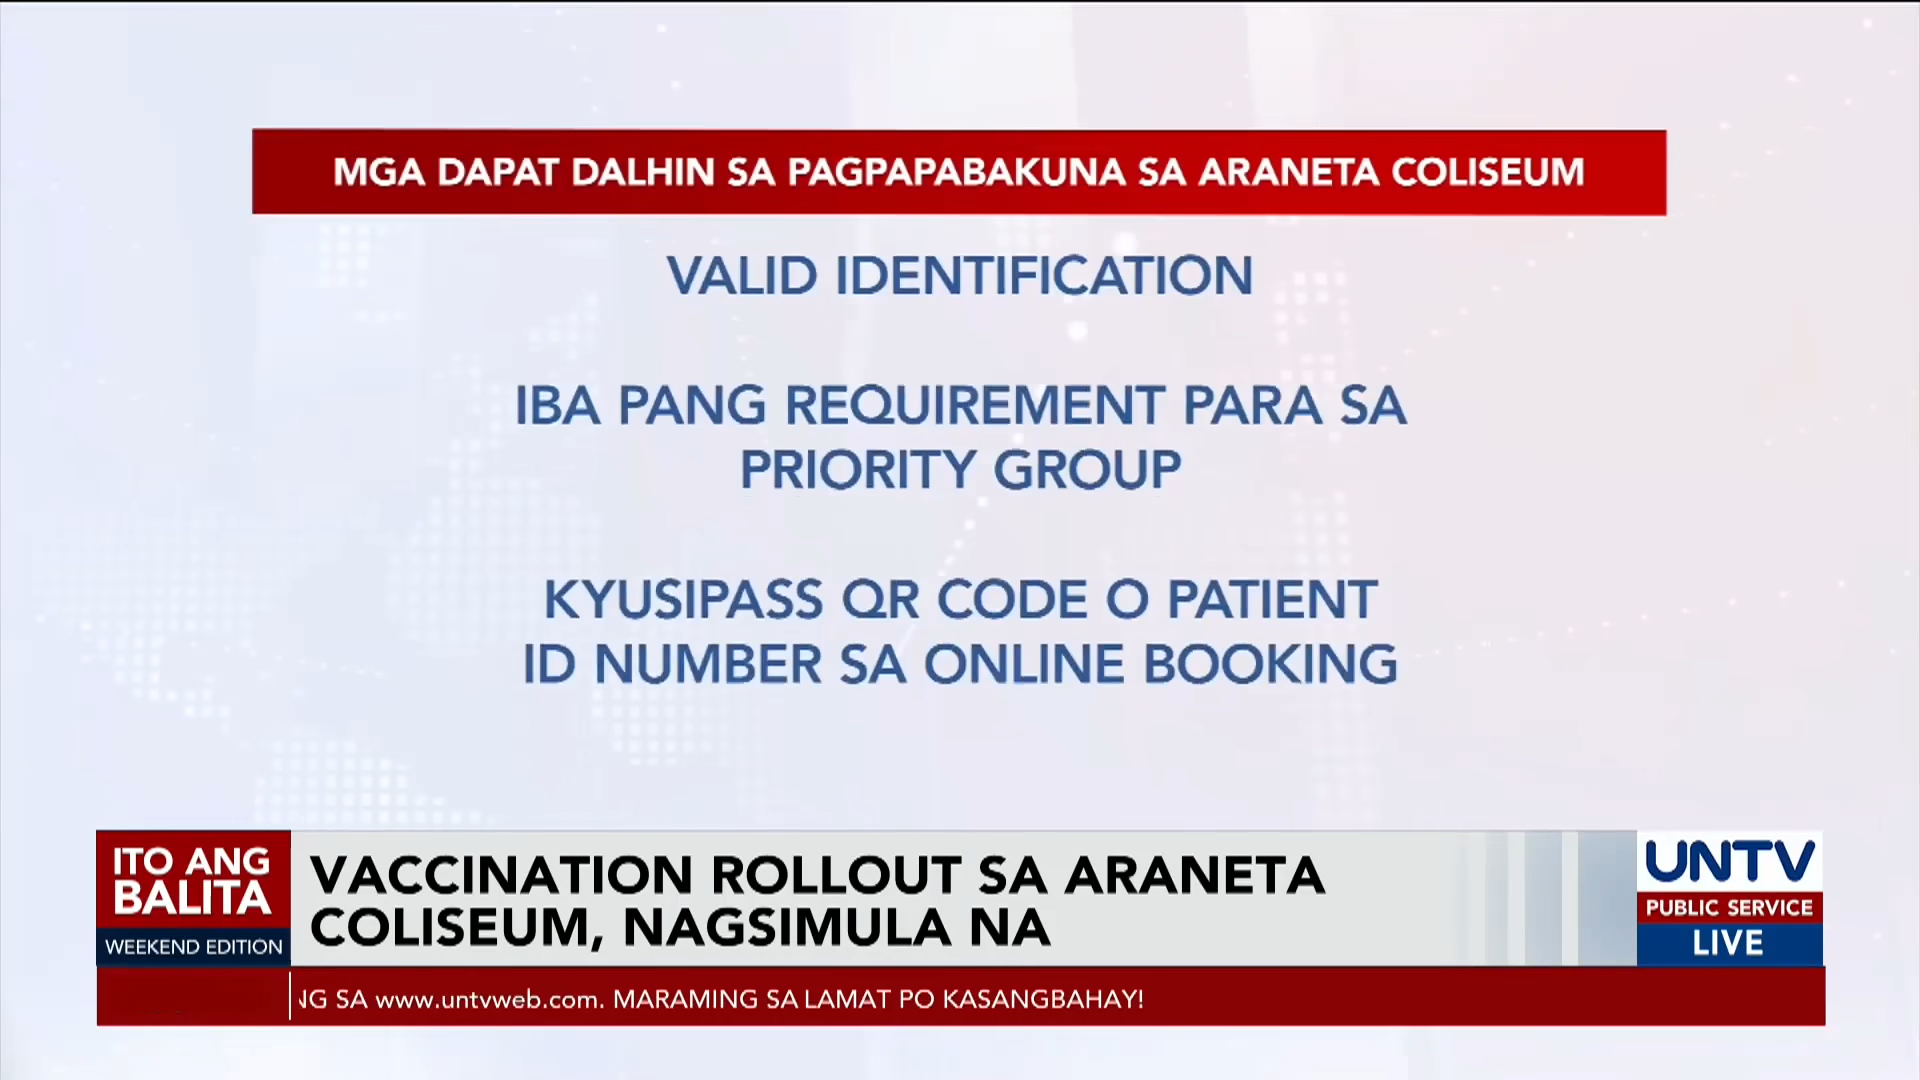 MGA DAPAT DALHIN SA PAGPAPABAKUNA SA ARANETA COLISEUM
VALID IDENTIFICATION
IBA PANG REQUIREMENT PARA SA
PRIORITY GROUP
KYUSIPASS QR CODE O PATIENT
ID NUMBER SA ONLINE BOOKING
ITO ANG
BALITA
WEEKEND EDITION
VACCINATION ROLLOUT SA ARANETA
COLISEUM, NAGSIMULA NA
UNTV
PUBLIC SERVICE
LIVE
NG SA www.untvweb.com. MARAMING SALAMAT PO KASANGBAHAY!